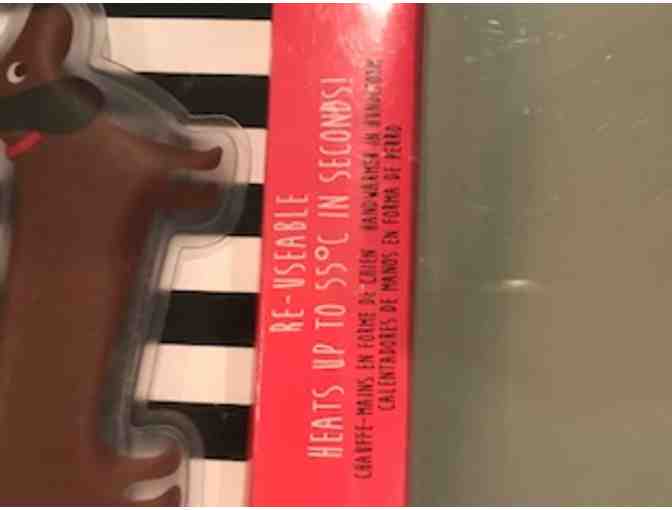 RE-USEABLE
HEATS UP TO 55°C IN SECONDS!
CHAUFFE-MAINS EN FORME DE CHIEN HANDWARMER IN
CALENTADORES DE MANOS EN FORMA DE PERRO